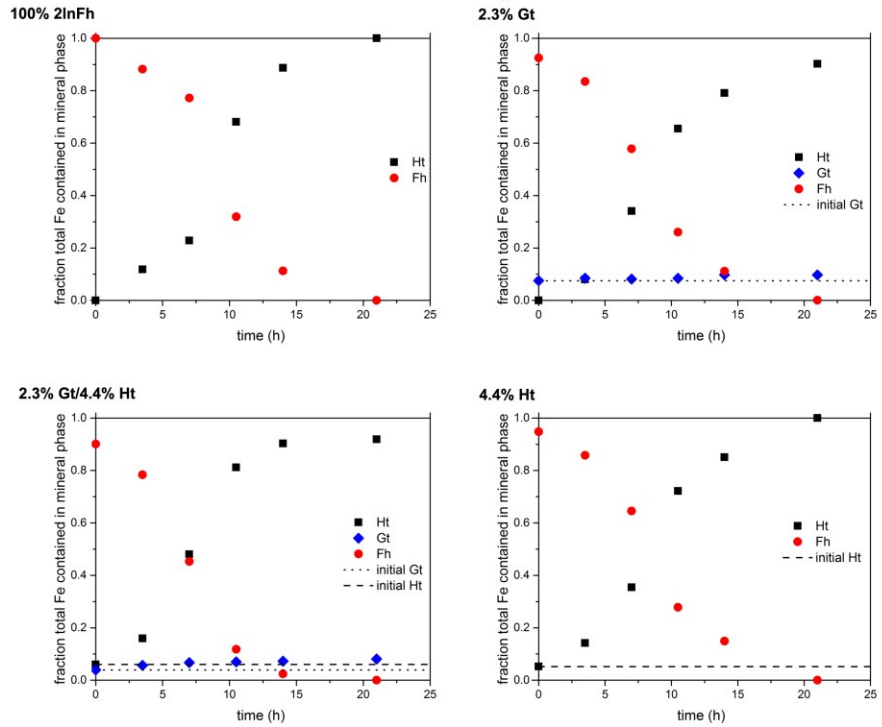 100% 2lnFh
fraction total Fe contained in mineral phase
1.0
0.8
0.6
0.4
0.2
0.0
0 5 10 15 20 25
time (h)
Ht
Fh
2.3% Gt
fraction total Fe contained in mineral phase
1.0
0.8
0.6
0.4
0.2
0.0
0 5 10 15 20 25
time (h)
Ht
Gt
Fh
initial Gt
2.3% Gt/4.4% Ht
fraction total Fe contained in mineral phase
1.0
0.8
0.6
0.4
0.2
0.0
0 5 10 15 20 25
time (h)
Ht
Gt
Fh
initial Gt
initial Ht
4.4% Ht
fraction total Fe contained in mineral phase
1.0
0.8
0.6
0.4
0.2
0.0
0 5 10 15 20 25
time (h)
Ht
Fh
initial Ht